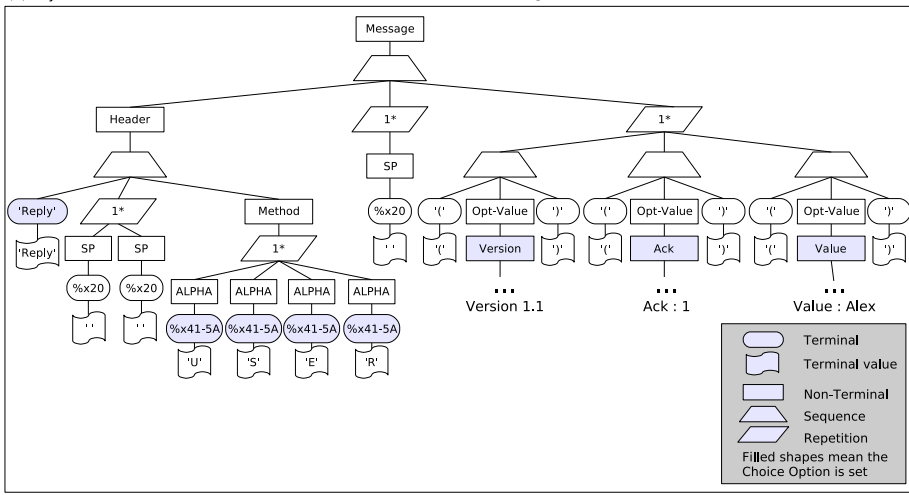 Message
Header 1* 1*
'Reply' 1* Method SP '(' Opt-Value ')' '(' Opt-Value ')' '(' Opt-Value ')'
'Reply' SP SP 1* %x20 '(' Version ')' '(' Ack ')' '(' Value ')'
%x20 %x20 ALPHA ALPHA ALPHA ALPHA ' ' ... ... ...
' ' ' ' %x41-5A %x41-5A %x41-5A %x41-5A Version 1.1 Ack : 1 Value : Alex
'U' 'S' 'E' 'R'
Terminal
Terminal value
Non-Terminal
Sequence
Repetition
Filled shapes mean the
Choice Option is set